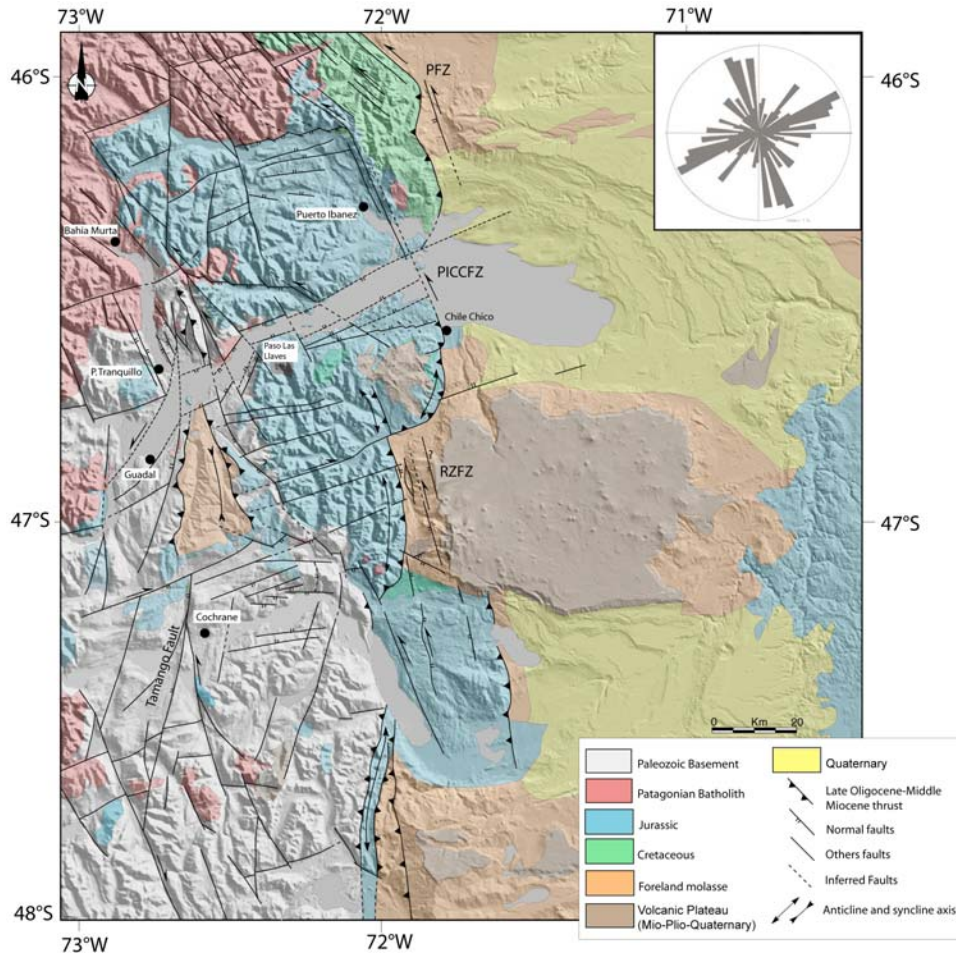 73°W
72°W
71°W
46°S
46°S
PFZ
Puerto Ibanez
Bahia Murta
PICCFZ
Chile Chico
Paso Las
Llaves
P. Tranquillo
Guadal
RZFZ
47°S
47°S
Cochrane
Tamango Fault
0 Km 20
Paleozoic Basement
Patagonian Batholith
Jurassic
Cretaceous
Foreland molasse
Volcanic Plateau
(Mio-Plio-Quaternary)
Quaternary
Late Oligocene-Middle
Miocene thrust
Normal faults
Others faults
Inferred Faults
Anticline and syncline axis
48°S
73°W
72°W